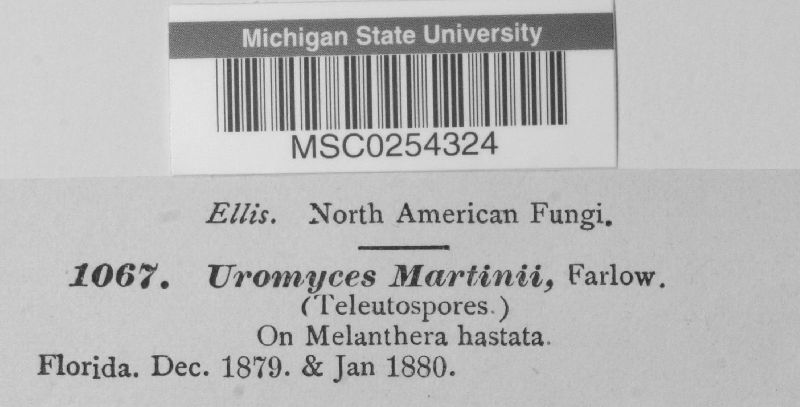 Michigan State University
MSC0254324
Ellis. North American Fungi.
1067. Uromyces Martinii, Farlow.
(Teleutospores.)
On Melanthera hastata.
Florida. Dec. 1879. & Jan 1880.